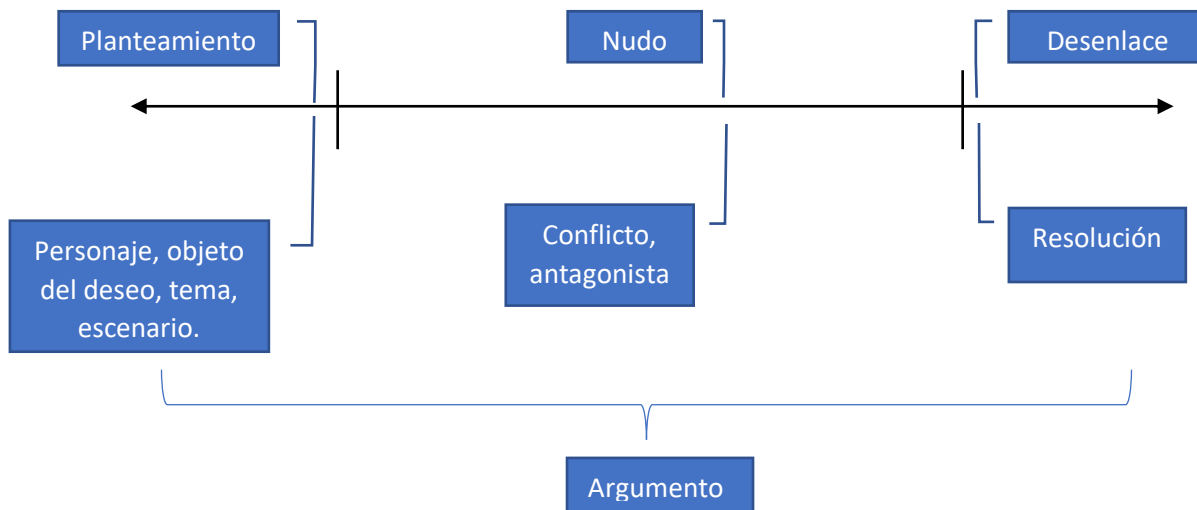 Planteamiento
Nudo
Desenlace
Personaje, objeto
del deseo, tema,
escenario.
Conflicto,
antagonista
Resolución
Argumento